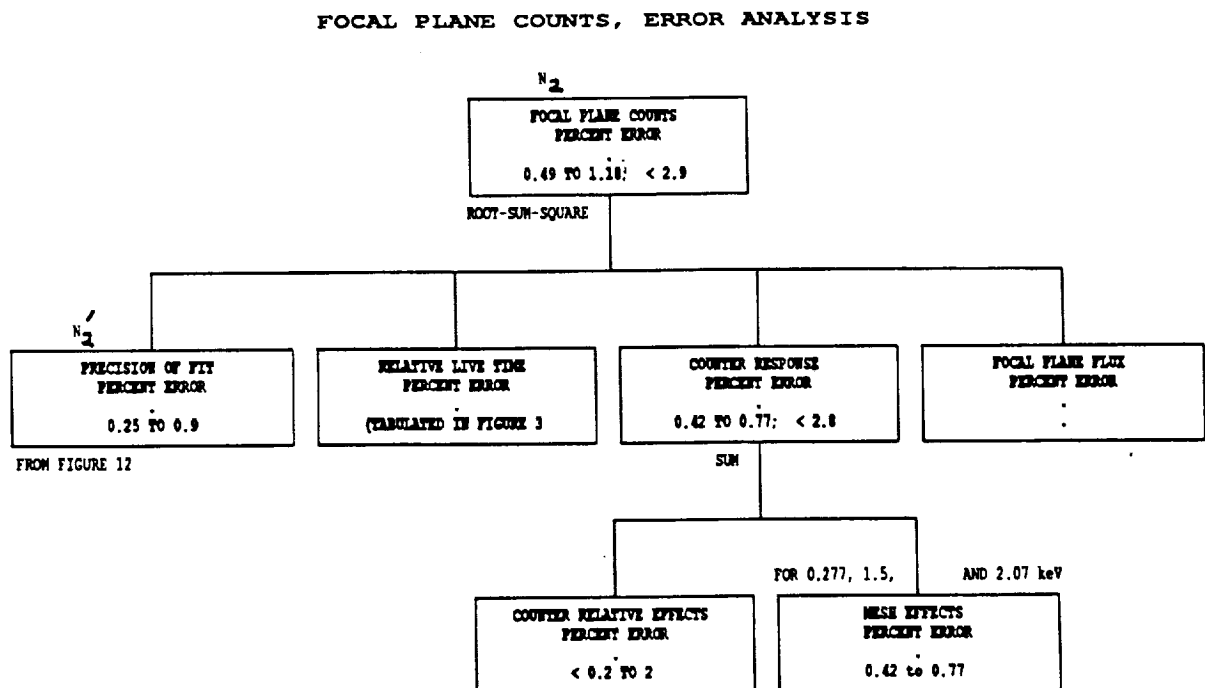 FOCAL PLANE COUNTS, ERROR ANALYSIS
N2
FOCAL PLANE COUNTS
PERCENT ERROR
0.49 TO 1.18; < 2.9
ROOT-SUM-SQUARE
N2'
PRECISION OF FIT
PERCENT ERROR
0.25 TO 0.9
FROM FIGURE 12
RELATIVE LIVE TIME
PERCENT ERROR
(TABULATED IN FIGURE 3
COUNTER RESPONSE
PERCENT ERROR
0.42 TO 0.77; < 2.8
SUM
FOCAL PLANE FLUX
PERCENT ERROR
COUNTER RELATIVE EFFECTS
PERCENT ERROR
< 0.2 TO 2
FOR 0.277, 1.5, AND 2.07 keV
MESH EFFECTS
PERCENT ERROR
0.42 to 0.77